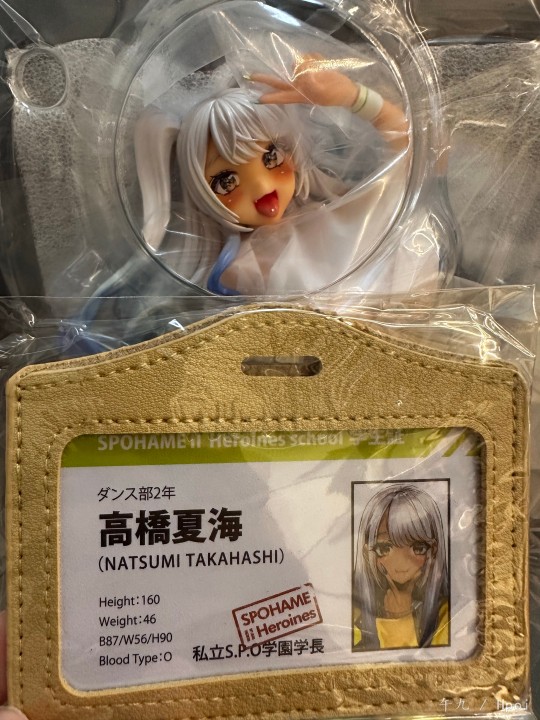 SPOHAME ii Heroines school 学生証
ダンス部2年
高橋夏海
(NATSUMI TAKAHASHI)
Height:160
Weight:46
B87/W56/H90
Blood Type:O
SPOHAME
ii Heroines
私立S.P.O学園学長